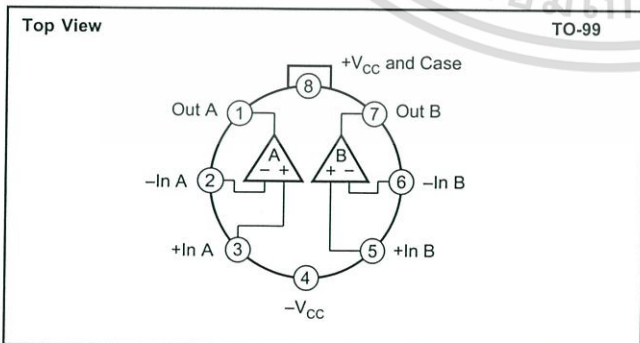 Top View
TO-99
+VCC and Case
8
Out A 1
7 Out B
A
B
– +
+ –
–In A 2
6 –In B
+In A 3
5 +In B
4
–VCC